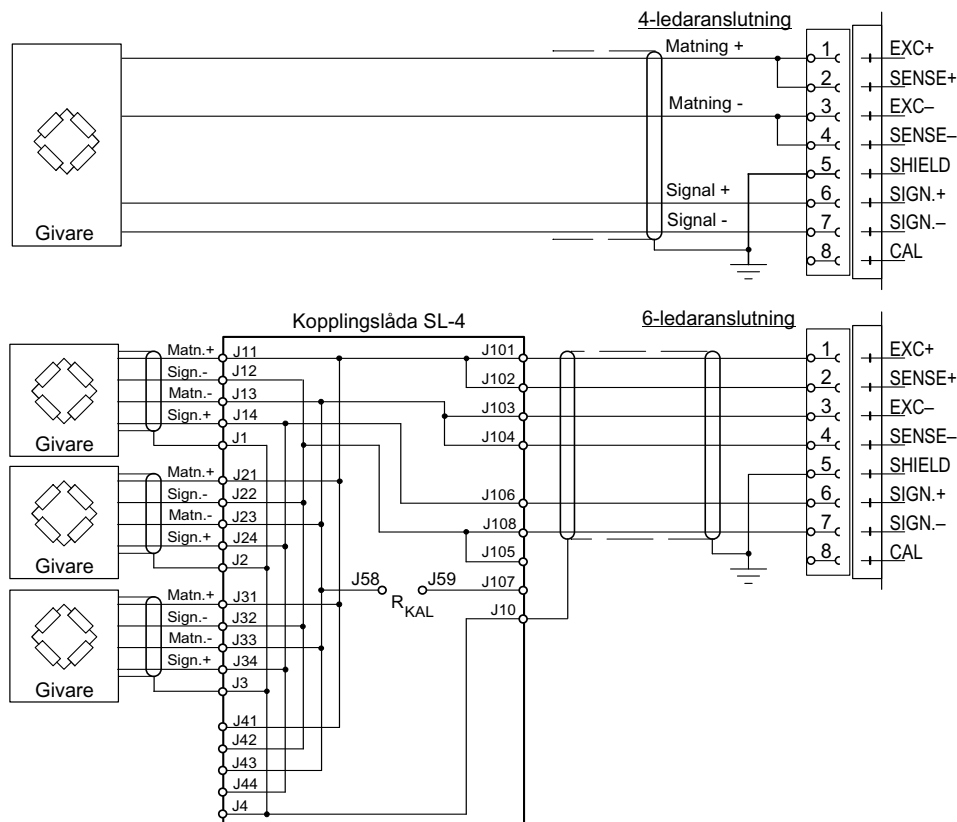 4-ledaranslutning
Matning +
1
EXC+
2
SENSE+
Matning -
3
EXC–
4
SENSE–
5
SHIELD
Signal +
6
SIGN.+
Signal -
7
SIGN.–
8
CAL
Givare
Kopplingslåda SL-4
6-ledaranslutning
Matn.+
J11
J101
1
EXC+
Sign.-
J12
J102
2
SENSE+
Matn.-
J13
J103
3
EXC–
Sign.+
J14
J104
4
SENSE–
Givare
J1
5
SHIELD
Matn.+
J21
J106
6
SIGN.+
Sign.-
J22
J108
7
SIGN.–
Matn.-
J23
J105
8
CAL
Sign.+
J24
Givare
J2
J58
J59
J107
RKAL
J10
Matn.+
J31
Sign.-
J32
Matn.-
J33
Sign.+
J34
Givare
J3
J41
J42
J43
J44
J4